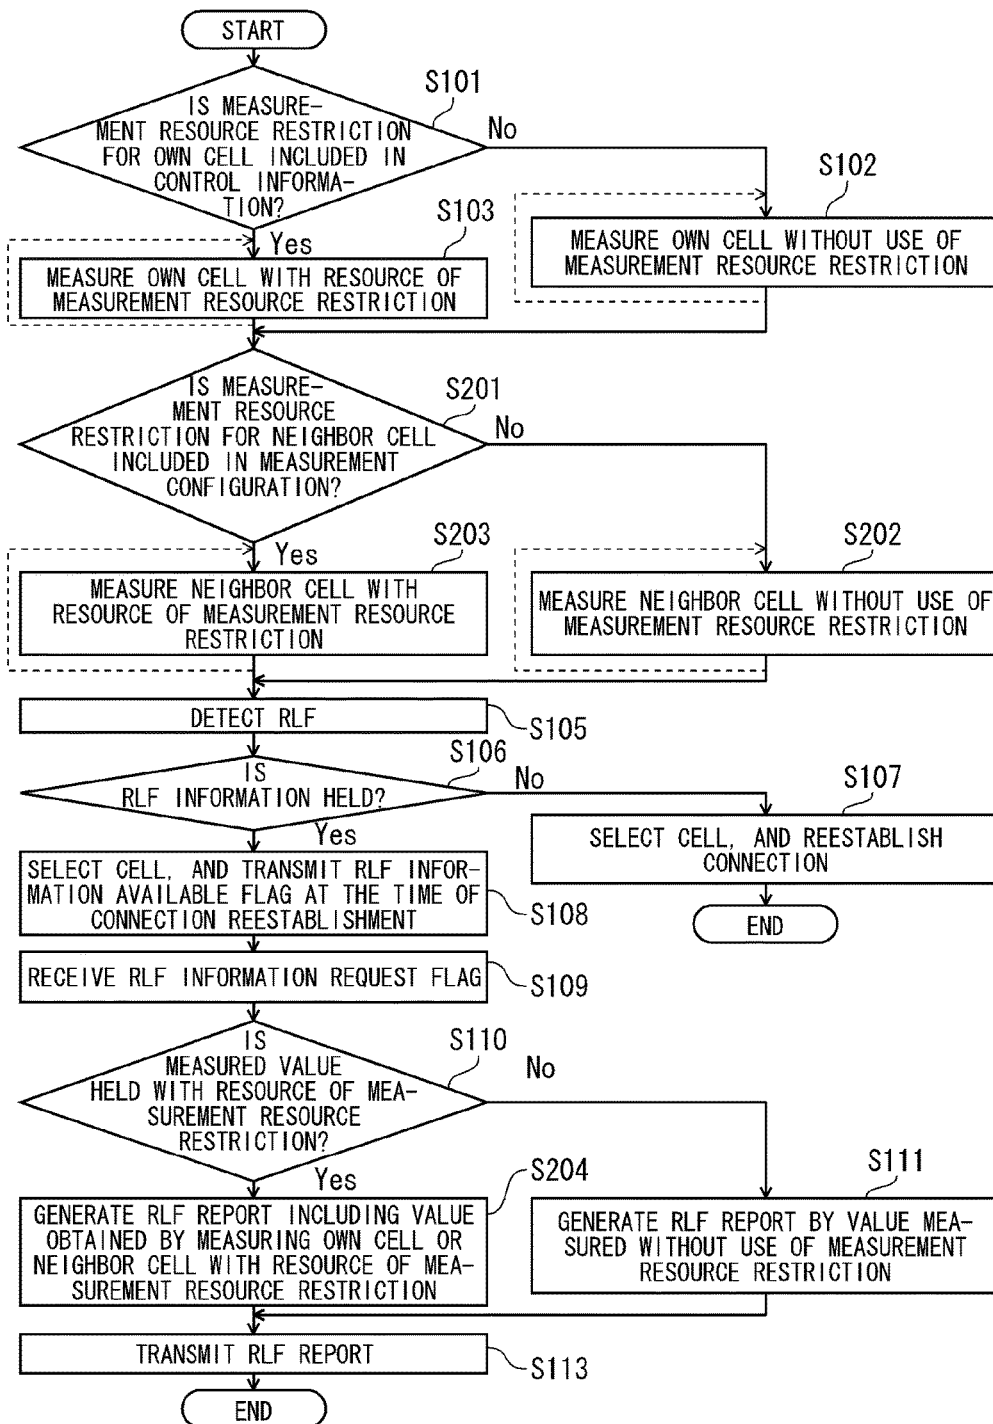 START
S101
IS MEASURE-
MENT RESOURCE RESTRICTION
FOR OWN CELL INCLUDED IN
CONTROL INFORMA-
TION?
No
S102
MEASURE OWN CELL WITHOUT USE OF
MEASUREMENT RESOURCE RESTRICTION
Yes
S103
MEASURE OWN CELL WITH RESOURCE OF
MEASUREMENT RESOURCE RESTRICTION
S201
IS MEASURE-
MENT RESOURCE
RESTRICTION FOR NEIGHBOR CELL
INCLUDED IN MEASUREMENT
CONFIGURATION?
No
S202
MEASURE NEIGHBOR CELL WITHOUT USE OF
MEASUREMENT RESOURCE RESTRICTION
Yes
S203
MEASURE NEIGHBOR CELL WITH
RESOURCE OF MEASUREMENT RESOURCE
RESTRICTION
DETECT RLF
S105
S106
IS
RLF INFORMATION HELD?
No
S107
SELECT CELL, AND REESTABLISH
CONNECTION
END
Yes
SELECT CELL, AND TRANSMIT RLF INFOR-
MATION AVAILABLE FLAG AT THE TIME OF
CONNECTION REESTABLISHMENT
S108
RECEIVE RLF INFORMATION REQUEST FLAG
S109
S110
IS
MEASURED VALUE
HELD WITH RESOURCE OF MEA-
SUREMENT RESOURCE
RESTRICTION?
No
S111
GENERATE RLF REPORT BY VALUE MEA-
SURED WITHOUT USE OF MEASUREMENT
RESOURCE RESTRICTION
Yes
S204
GENERATE RLF REPORT INCLUDING VALUE
OBTAINED BY MEASURING OWN CELL OR
NEIGHBOR CELL WITH RESOURCE OF MEA-
SUREMENT RESOURCE RESTRICTION
TRANSMIT RLF REPORT
S113
END